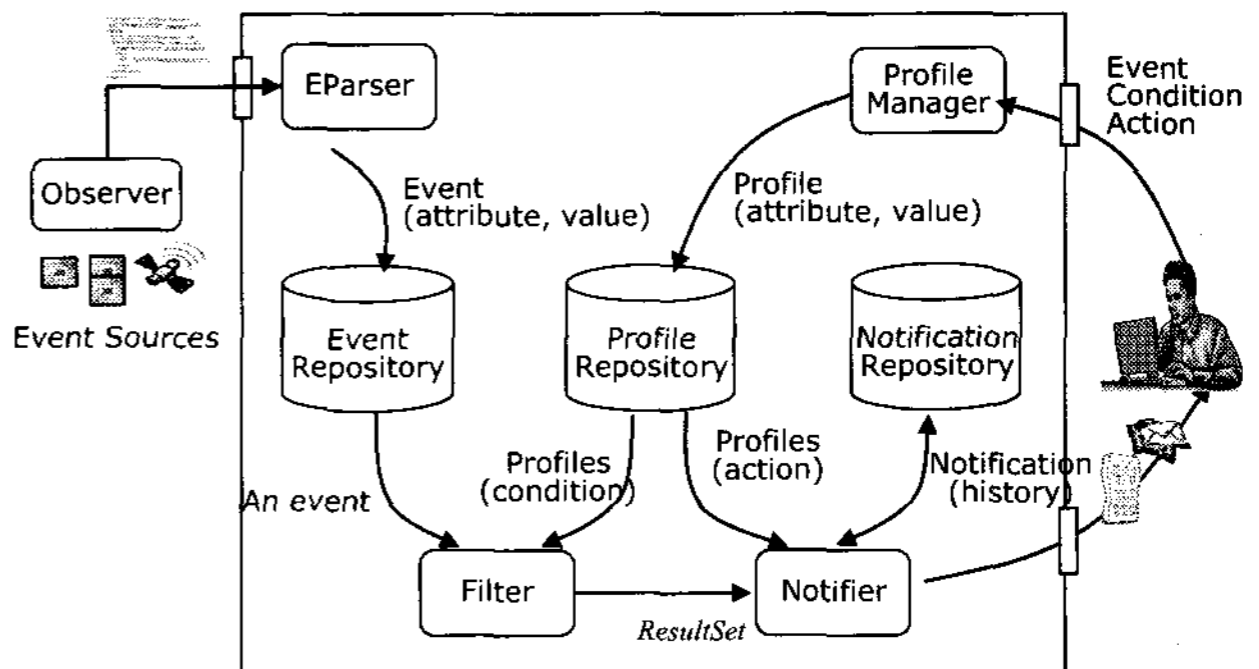 EParser
Profile
Manager
Event
Condition
Action
Observer
Event
(attribute, value)
Profile
(attribute, value)
Event Sources
Event
Repository
Profile
Repository
Notification
Repository
Profiles
(condition)
Profiles
(action)
Notification
(history)
An event
Filter
Notifier
ResultSet